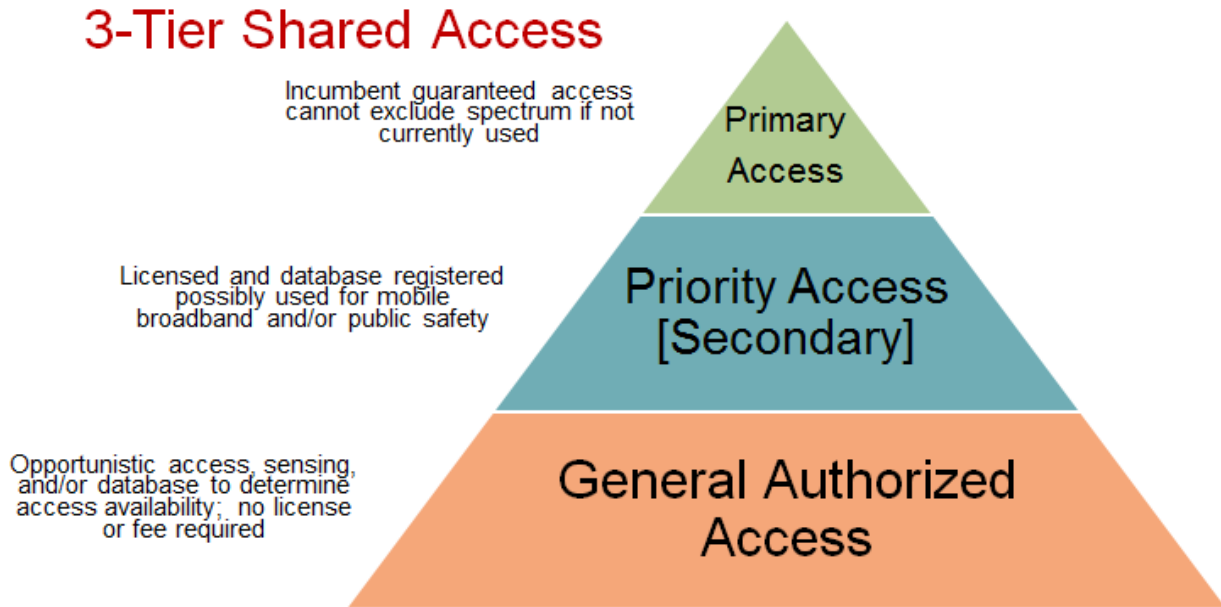 3-Tier Shared Access
Incumbent guaranteed access
cannot exclude spectrum if not
currently used
Primary
Access
Licensed and database registered
possibly used for mobile
broadband and/or public safety
Priority Access
[Secondary]
Opportunistic access, sensing,
and/or database to determine
access availability; no license
or fee required
General Authorized
Access